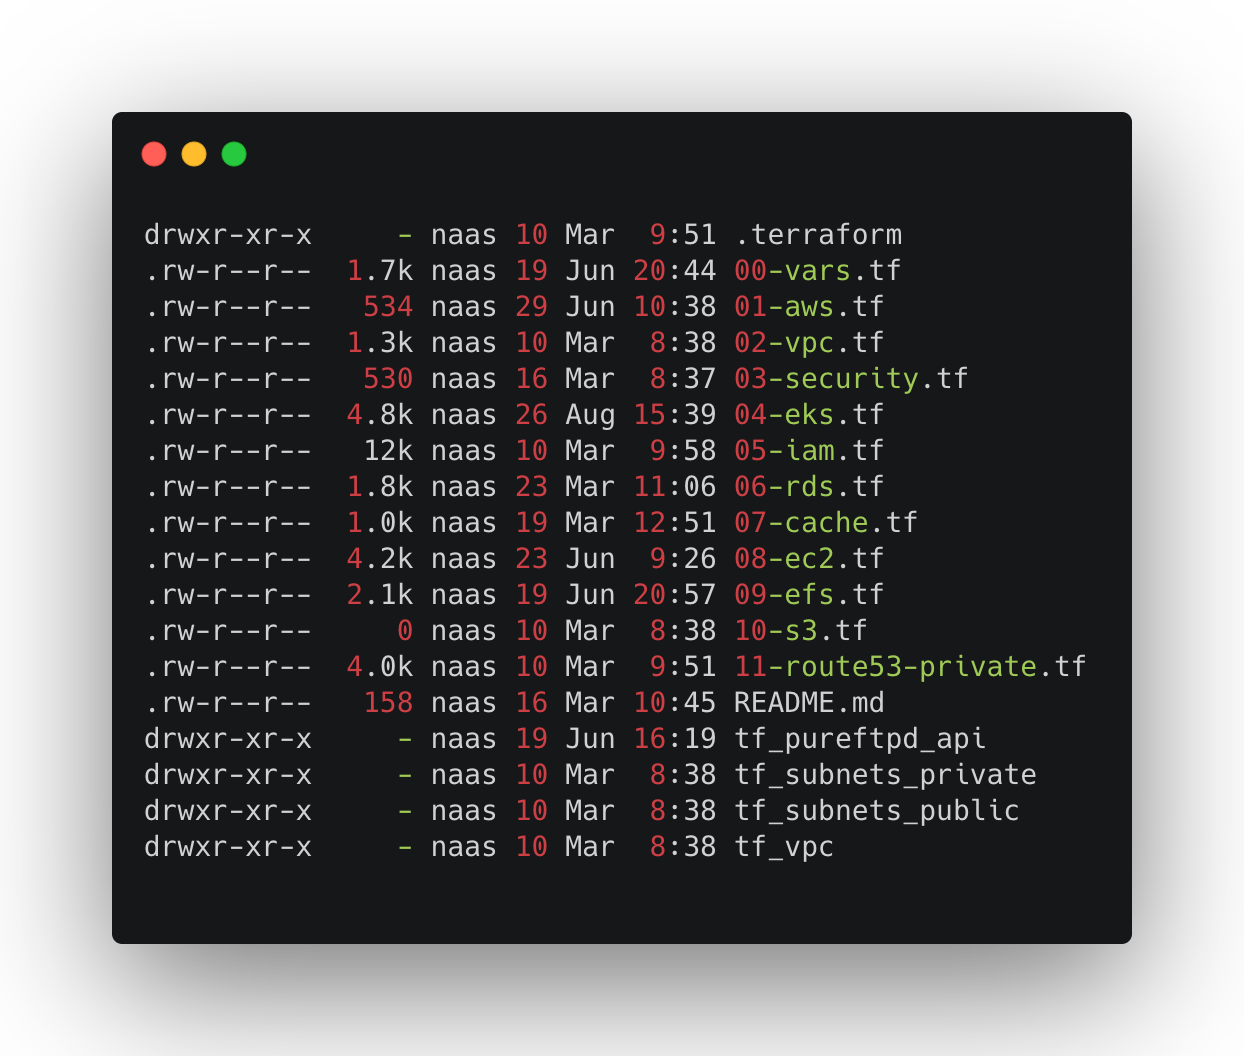 drwxr-xr-x     - naas 10 Mar  9:51 .terraform
.rw-r--r--  1.7k naas 19 Jun 20:44 00-vars.tf
.rw-r--r--   534 naas 29 Jun 10:38 01-aws.tf
.rw-r--r--  1.3k naas 10 Mar  8:38 02-vpc.tf
.rw-r--r--   530 naas 16 Mar  8:37 03-security.tf
.rw-r--r--  4.8k naas 26 Aug 15:39 04-eks.tf
.rw-r--r--   12k naas 10 Mar  9:58 05-iam.tf
.rw-r--r--  1.8k naas 23 Mar 11:06 06-rds.tf
.rw-r--r--  1.0k naas 19 Mar 12:51 07-cache.tf
.rw-r--r--  4.2k naas 23 Jun  9:26 08-ec2.tf
.rw-r--r--  2.1k naas 19 Jun 20:57 09-efs.tf
.rw-r--r--     0 naas 10 Mar  8:38 10-s3.tf
.rw-r--r--  4.0k naas 10 Mar  9:51 11-route53-private.tf
.rw-r--r--   158 naas 16 Mar 10:45 README.md
drwxr-xr-x     - naas 19 Jun 16:19 tf_pureftpd_api
drwxr-xr-x     - naas 10 Mar  8:38 tf_subnets_private
drwxr-xr-x     - naas 10 Mar  8:38 tf_subnets_public
drwxr-xr-x     - naas 10 Mar  8:38 tf_vpc